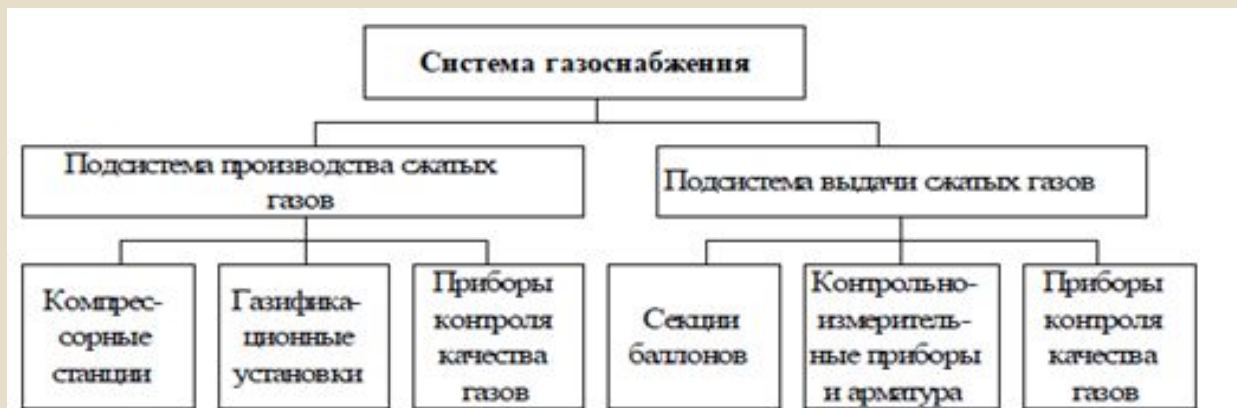 Система газоснабжения
Подсистема производства сжатых
газов
Подсистема выдачи сжатых газов
Компрес-
сорные
станции
Газифика-
ционные
установки
Приборы
контроля
качества
газов
Секции
баллонов
Контрольно-
измеритель-
ные приборы
и арматура
Приборы
контроля
качества
газов